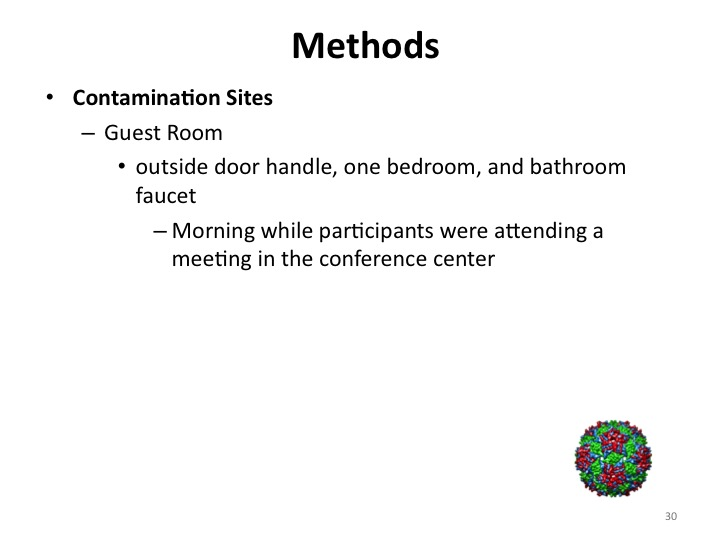 Methods
• Contamination Sites
– Guest Room
• outside door handle, one bedroom, and bathroom
faucet
– Morning while participants were attending a
meeting in the conference center
30